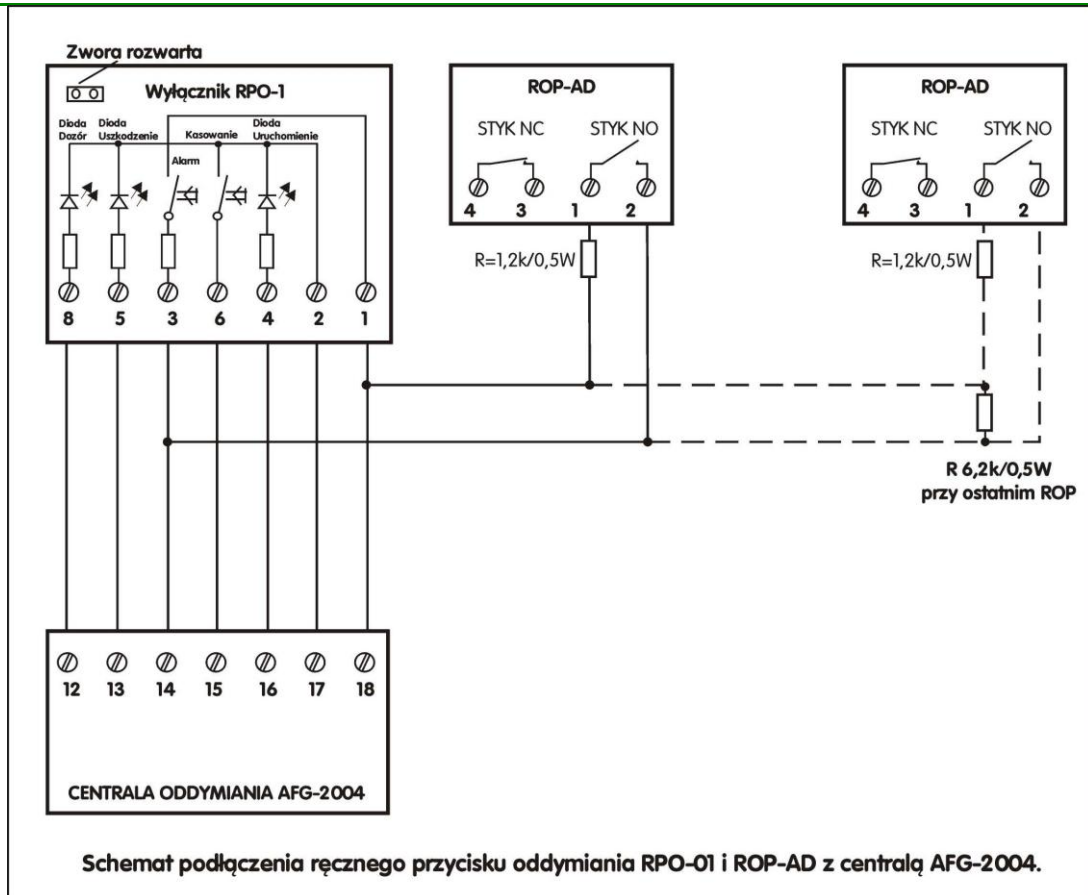 Zwora rozwarta
Wyłącznik RPO-1
Dioda Dozór
Dioda Uszkodzenie
Alarm
Kasowanie
Dioda Uruchomienie
8 5 3 6 4 2 1
ROP-AD
STYK NC STYK NO
4 3 1 2
R=1,2k/0,5W
ROP-AD
STYK NC STYK NO
4 3 1 2
R=1,2k/0,5W
R 6,2k/0,5W
przy ostatnim ROP
12 13 14 15 16 17 18
CENTRALA ODDYMIANIA AFG-2004
Schemat podłączenia ręcznego przycisku oddymiania RPO-01 i ROP-AD z centralą AFG-2004.